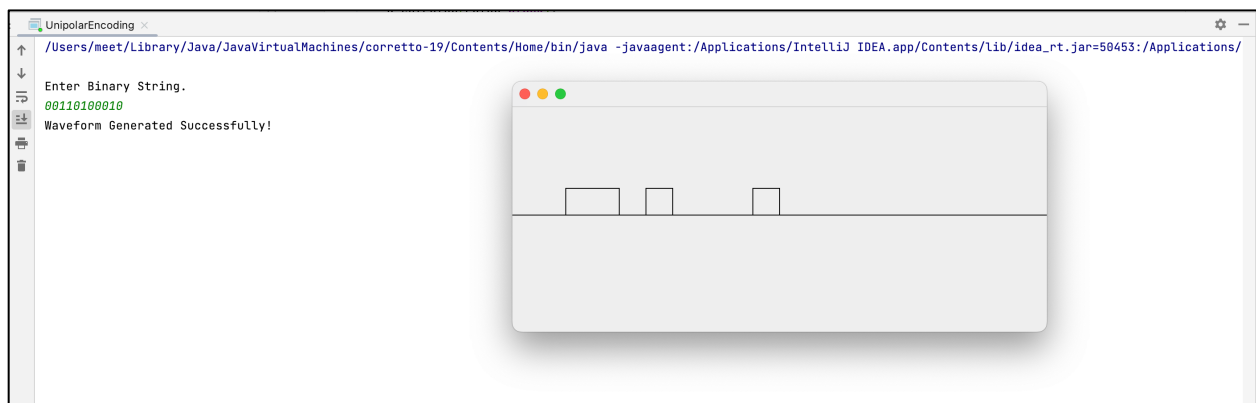 UnipolarEncoding
/Users/meet/Library/Java/JavaVirtualMachines/corretto-19/Contents/Home/bin/java -javaagent:/Applications/IntelliJ IDEA.app/Contents/lib/idea_rt.jar=50453:/Applications/
Enter Binary String.
00110100010
Waveform Generated Successfully!